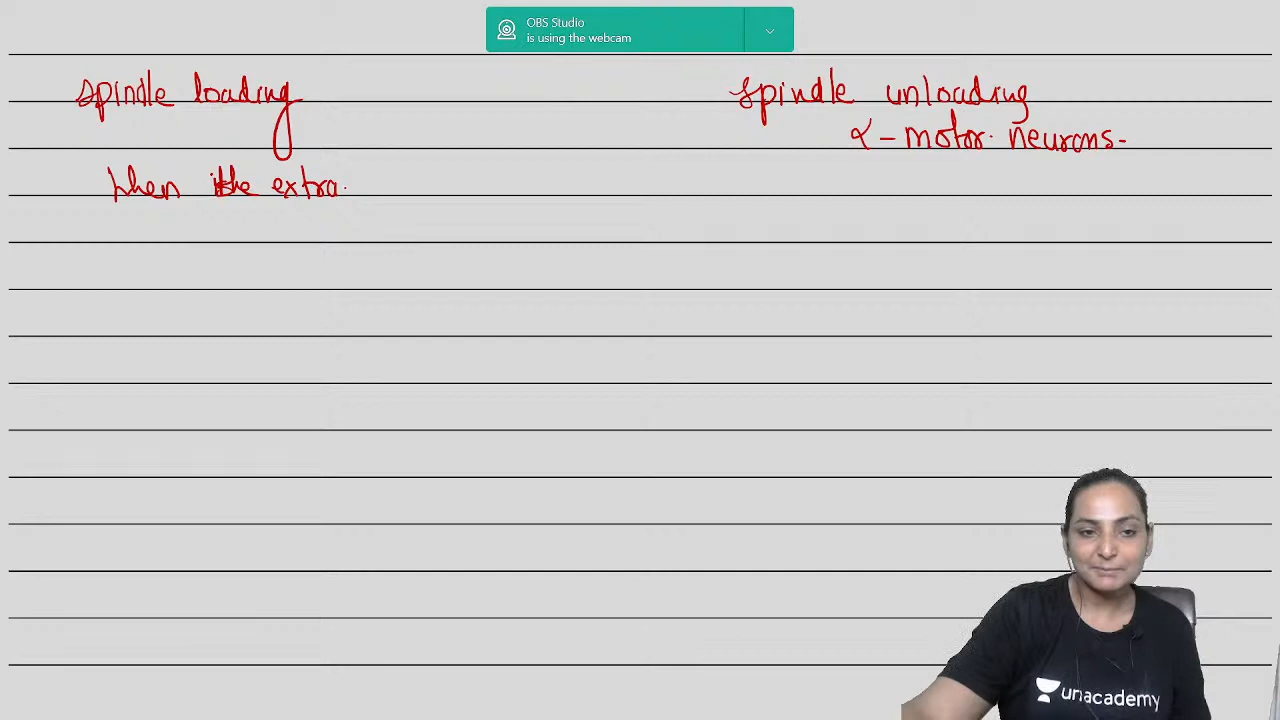 OBS Studio
is using the webcam
spindle loading
spindle unloading
α-motor neurons-
when the extra
unacademy